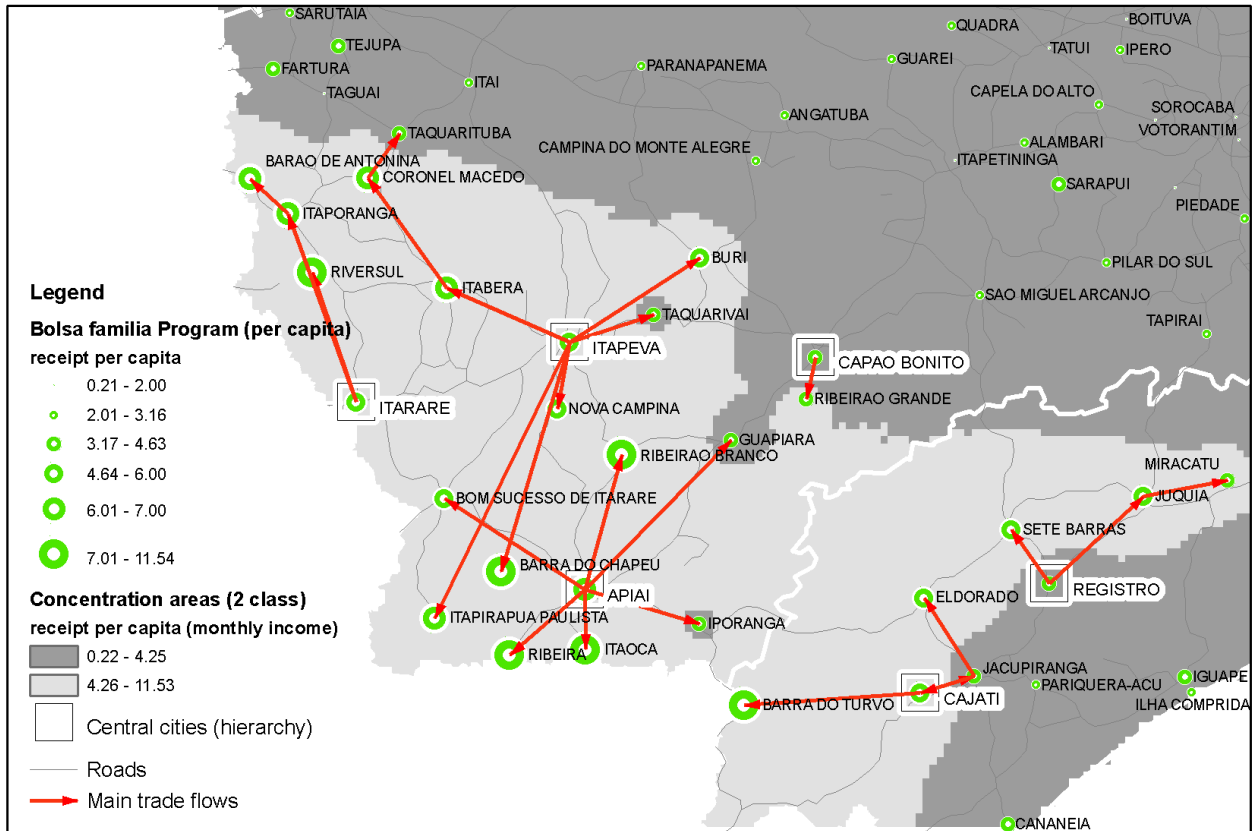 SARUTAIA
TEJUPA
FARTURA
TAGUAI
ITAI
PARANAPANEMA
QUADRA
BOITUVA
TATUI
IPERO
GUAREI
CAPELA DO ALTO
SOROCABA
VOTORANTIM
ANGATUBA
TAQUARITUBA
CAMPINA DO MONTE ALEGRE
ALAMBARI
ITAPETININGA
SARAPUI
PIEDADE
BARAO DE ANTONINA
CORONEL MACEDO
ITAPORANGA
RIVERSUL
ITABERA
BURI
PILAR DO SUL
SAO MIGUEL ARCANJO
TAPIRAI
TAQUARIVAI
ITAPEVA
CAPAO BONITO
RIBEIRAO GRANDE
ITARARE
NOVA CAMPINA
GUAPIARA
RIBEIRAO BRANCO
MIRACATU
JUQUIA
BOM SUCESSO DE ITARARE
SETE BARRAS
BARRA DO CHAPEU
APIAI
REGISTRO
ELDORADO
ITAPIRAPUA PAULISTA
IPORANGA
RIBEIRA
ITAOCA
JACUPIRANGA
PARIQUERA-ACU
IGUAPE
ILHA COMPRIDA
BARRA DO TURVO
CAJATI
CANANEIA
Legend
Bolsa familia Program (per capita)
receipt per capita
0.21 - 2.00
2.01 - 3.16
3.17 - 4.63
4.64 - 6.00
6.01 - 7.00
7.01 - 11.54
Concentration areas (2 class)
receipt per capita (monthly income)
0.22 - 4.25
4.26 - 11.53
Central cities (hierarchy)
Roads
Main trade flows